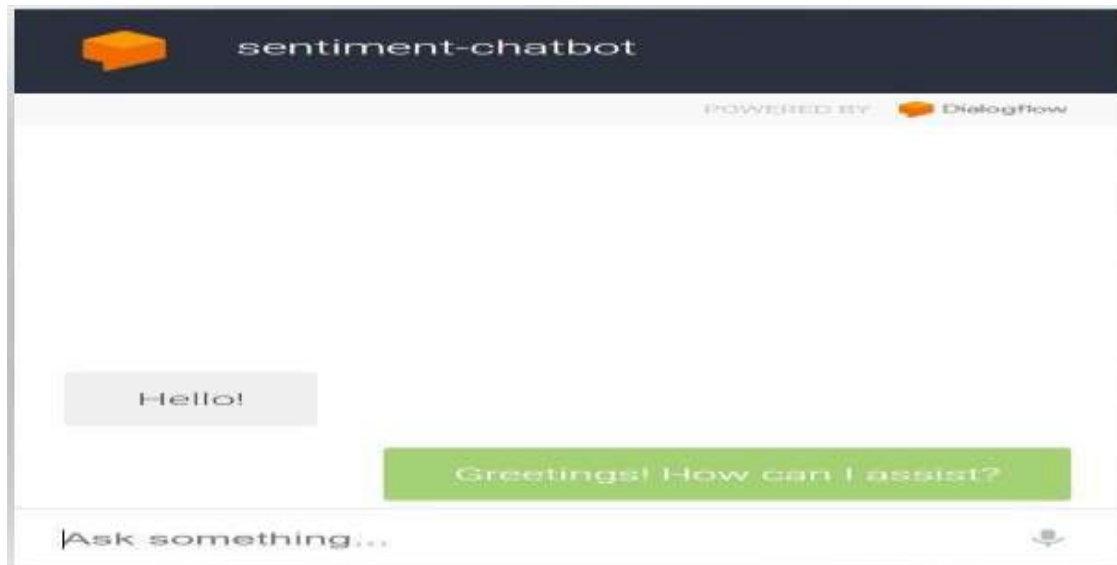 sentiment-chatbot
POWERED BY Dialogflow
Hello!
Greetings! How can I assist?
Ask something...